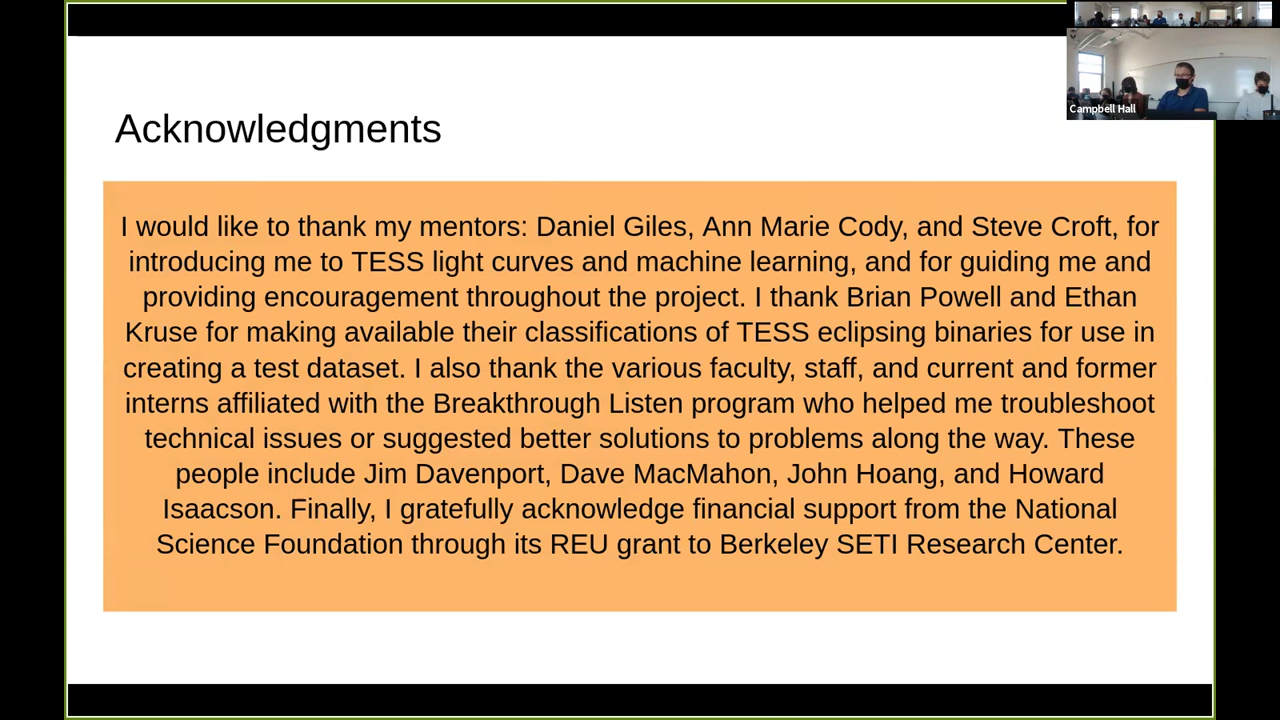 Campbell Hall
Acknowledgments
I would like to thank my mentors: Daniel Giles, Ann Marie Cody, and Steve Croft, for
introducing me to TESS light curves and machine learning, and for guiding me and
providing encouragement throughout the project. I thank Brian Powell and Ethan
Kruse for making available their classifications of TESS eclipsing binaries for use in
creating a test dataset. I also thank the various faculty, staff, and current and former
interns affiliated with the Breakthrough Listen program who helped me troubleshoot
technical issues or suggested better solutions to problems along the way. These
people include Jim Davenport, Dave MacMahon, John Hoang, and Howard
Isaacson. Finally, I gratefully acknowledge financial support from the National
Science Foundation through its REU grant to Berkeley SETI Research Center.